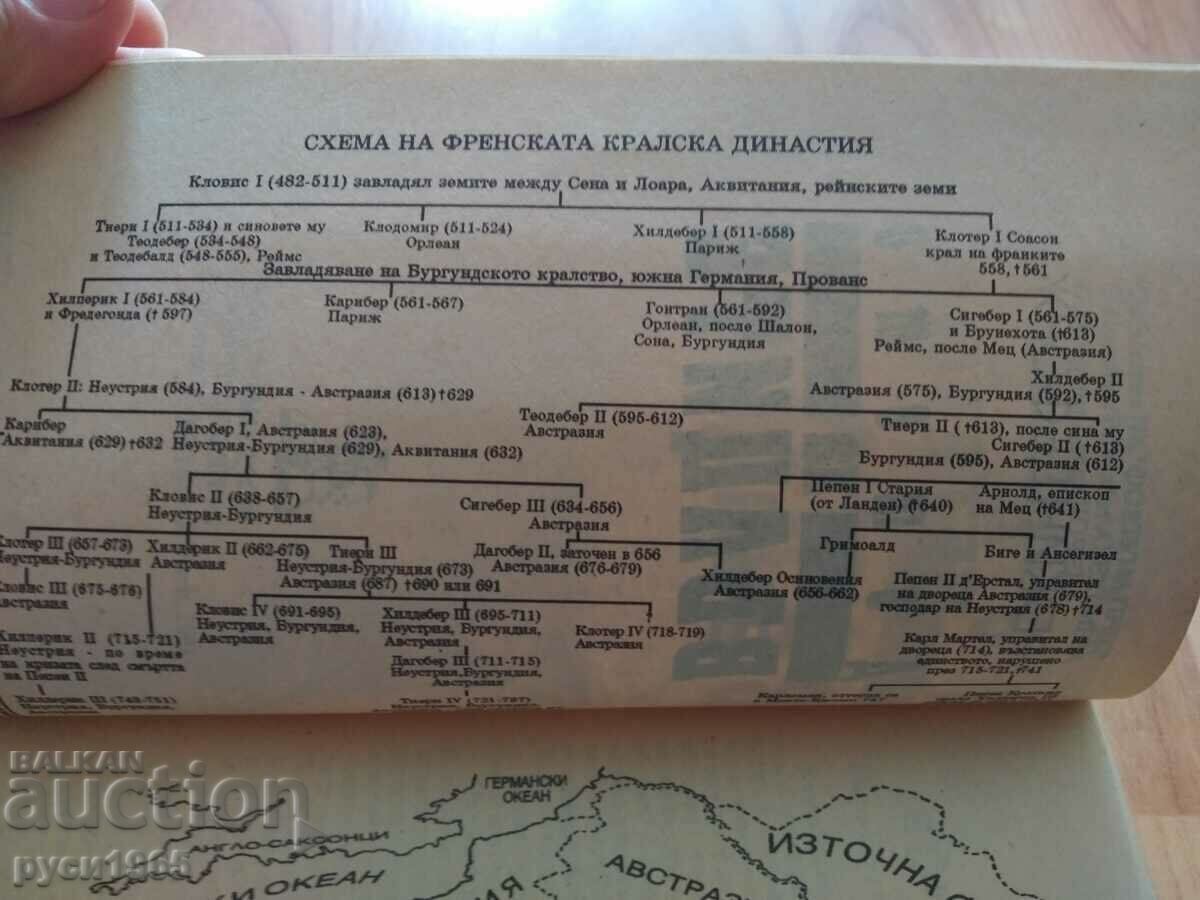 СХЕМА НА ФРЕНСКАТА КРАЛСКА ДИНАСТИЯ
Кловис I (482-511) завладял земите между Сена и Лоара, Аквитания, рейнските земи
Тиери I (511-534) и синовете му
Теодебер (534-548)
и Теодебалд (548-555), Реймс
Клодомир (511-524)
Орлеан
Хилдебер I (511-558)
Париж
Клотер I Соасон
крал на франките
558, †561
Завладяване на Бургундското кралство, южна Германия, Прованс
Хилперик I (561-584)
и Фредегонда († 597)
Карибер (561-567)
Париж
Гонтран (561-592)
Орлеан, после Шалон,
Сона, Бургундия
Сигебер I (561-575)
и Брунехота (†613)
Реймс, после Мец (Австразия)
Клотер II: Неустрия (584), Бургундия - Австразия (613) †629
Хилдебер II
Австразия (575), Бургундия (592), †595
Карибер
Аквитания (629) †632
Дагобер I, Австразия (623),
Неустрия-Бургундия (629), Аквитания (632)
Теодебер II (595-612)
Австразия
Тиери II ( †613), после сина му
Сигебер II (†613)
Бургундия (595), Австразия (612)
Кловис II (638-657)
Неустрия-Бургундия
Сигебер III (634-656)
Австразия
Пепен I Стария
(от Ланден) (†640)
Арнолд, епископ
на Мец (†641)
Клотер III (657-673)
Неустрия-Бургундия
Хилдерик II (662-675)
Австразия
Тиери III
Неустрия-Бургундия (673)
Австразия (687) †690 или 691
Дагобер II, заточен в 656
Австразия (676-679)
Хилдебер Осиновения
Австразия (656-662)
Гримоалд
Биге и Ансегизел
Кловис III (675-676)
Австразия
Пепен II д'Ерстал, управител
на двореца Австразия (679),
господар на Неустрия (678) †714
Кловис IV (691-695)
Неустрия, Бургундия,
Австразия
Хилдебер III (695-711)
Неустрия, Бургундия,
Австразия
Клотер IV (718-719)
Австразия
Хилперик II (715-721)
Неустрия - по време
на кризата след смъртта
на Пепен II
Карл Мартел, управител на
двореца (714), възстановява
единството, нарушено
през 715-721, †741
Дагобер III (711-715)
Неустрия, Бургундия,
Австразия
Хилдерик III (743-751)
Тиери IV (721-737)
BALKAN
auction
руси1965
ГЕРМАНСКИ
ОКЕАН
АНГЛО-САКСОНЦИ
КИ ОКЕАН
АВСТРАЗ
ИЗТОЧНА